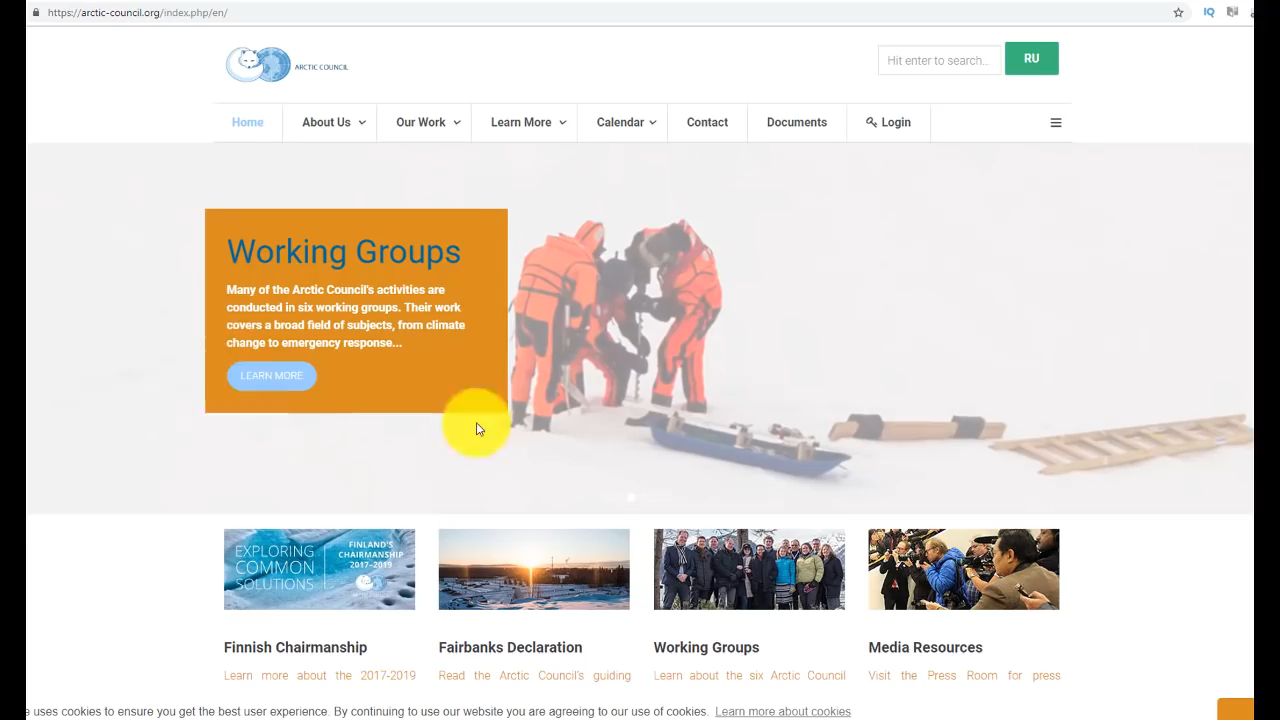 https://arctic-council.org/index.php/en/
IQ
ARCTIC COUNCIL
Hit enter to search...
RU
Home
About Us
Our Work
Learn More
Calendar
Contact
Documents
Login
Working Groups
Many of the Arctic Council's activities are
conducted in six working groups. Their work
covers a broad field of subjects, from climate
change to emergency response...
LEARN MORE
EXPLORING
COMMON
SOLUTIONS
FINLAND'S
CHAIRMANSHIP
2017–2019
Finnish Chairmanship
Learn more about the 2017-2019
Fairbanks Declaration
Read the Arctic Council's guiding
Working Groups
Learn about the six Arctic Council
Media Resources
Visit the Press Room for press
e uses cookies to ensure you get the best user experience. By continuing to use our website you are agreeing to our use of cookies. Learn more about cookies